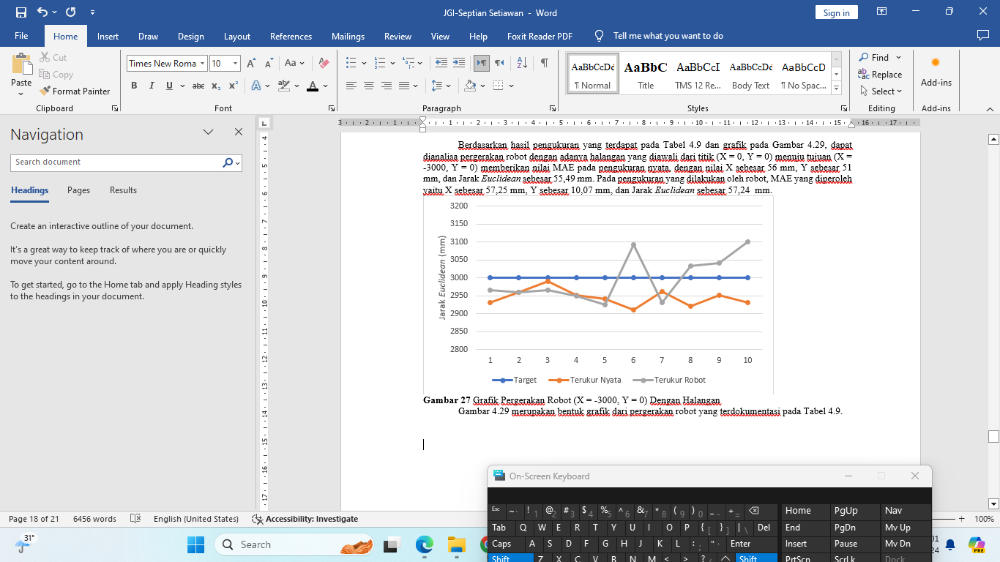 JGI-Septian Setiawan - Word
Sign in
File Home Insert Draw Design Layout References Mailings Review View Help Foxit Reader PDF Tell me what you want to do
Paste
Cut
Copy
Format Painter
Clipboard
Times New Roma 10
Font
Paragraph
AaBbCcDd ¶ Normal
AaBbC Title
AaBbCcI TMS 12 Re...
AaBbCcDd Body Text
AaBbCcD ¶ No Spac...
Styles
Find
Replace
Select
Editing
Add-ins
Add-ins
Navigation
Search document
Headings Pages Results
Create an interactive outline of your document.
It's a great way to keep track of where you are or quickly
move your content around.
To get started, go to the Home tab and apply Heading styles
to the headings in your document.
Berdasarkan hasil pengukuran yang terdapat pada Tabel 4.9 dan grafik pada Gambar 4.29, dapat
dianalisa pergerakan robot dengan adanya halangan yang diawali dari titik (X = 0, Y = 0) menuju tujuan (X =
-3000, Y = 0) memberikan nilai MAE pada pengukuran nyata, dengan nilai X sebesar 56 mm, Y sebesar 51
mm, dan Jarak Euclidean sebesar 55,49 mm. Pada pengukuran yang dilakukan oleh robot, MAE yang diperoleh
yaitu X sebesar 57,25 mm, Y sebesar 10,07 mm, dan Jarak Euclidean sebesar 57,24 mm.
Jarak Euclidean (mm)
3200
3150
3100
3050
3000
2950
2900
2850
2800
1 2 3 4 5 6 7 8 9 10
Target Terukur Nyata Terukur Robot
Gambar 27 Grafik Pergerakan Robot (X = -3000, Y = 0) Dengan Halangan
Gambar 4.29 merupakan bentuk grafik dari pergerakan robot yang terdokumentasi pada Tabel 4.9.
On-Screen Keyboard
Esc ~ ` ! 1 @ 2 # 3 $ 4 % 5 ^ 6 & 7 * 8 ( 9 ) 0 _ - + = Home PgUp Nav
Tab Q W E R T Y U I O P { [ } ] | \ Del End PgDn Mv Up
Caps A S D F G H J K L : ; " ' Enter Insert Pause Mv Dn
Shift Z X C V B N M < , > . ? / Shift PrtScn ScrLk Dock
Page 18 of 21 6456 words English (United States) Accessibility: Investigate 100%
31°
Search
PRE